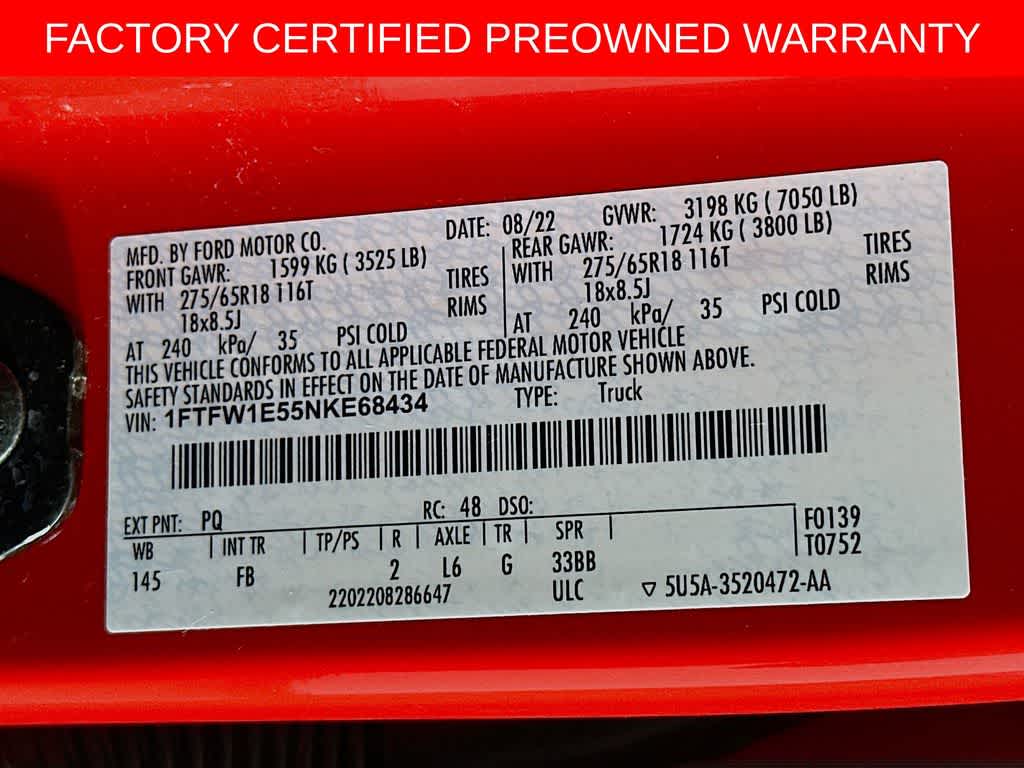 FACTORY CERTIFIED PREOWNED WARRANTY
MFD. BY FORD MOTOR CO.
DATE: 08/22
GVWR: 3198 KG ( 7050 LB)
FRONT GAWR: 1599 KG ( 3525 LB)
WITH 275/65R18 116T TIRES
18x8.5J RIMS
AT 240 kPa/ 35 PSI COLD
REAR GAWR: 1724 KG ( 3800 LB)
WITH 275/65R18 116T TIRES
18x8.5J RIMS
AT 240 kPa/ 35 PSI COLD
THIS VEHICLE CONFORMS TO ALL APPLICABLE FEDERAL MOTOR VEHICLE
SAFETY STANDARDS IN EFFECT ON THE DATE OF MANUFACTURE SHOWN ABOVE.
VIN: 1FTFW1E55NKE68434 TYPE: Truck
EXT PNT: PQ RC: 48 DSO:
WB INT TR TP/PS R AXLE TR SPR F0139
145 FB 2 L6 G 33BB T0752
2202208286647 ULC ▽ 5U5A-3520472-AA